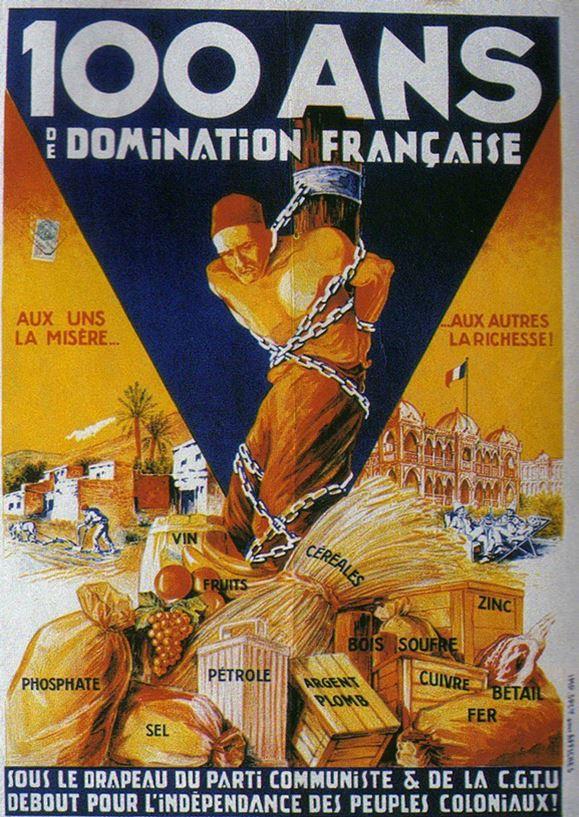 100 ANS
DE DOMiNATiON FRANÇAiSE
AUX UNS
LA MISÈRE...
...AUX AUTRES
LA RICHESSE!
VIN
FRUITS
CÉRÉALES
ZINC
BOIS
SOUFRE
PHOSPHATE
PÉTROLE
ARGENT
PLOMB
CUIVRE
BÉTAIL
SEL
FER
SOUS LE DRAPEAU DU PARTI COMMUNISTE & DE LA C.G.T.U
DEBOUT POUR L'iNDÉPENDANCE DES PEUPLES COLONiAUX!